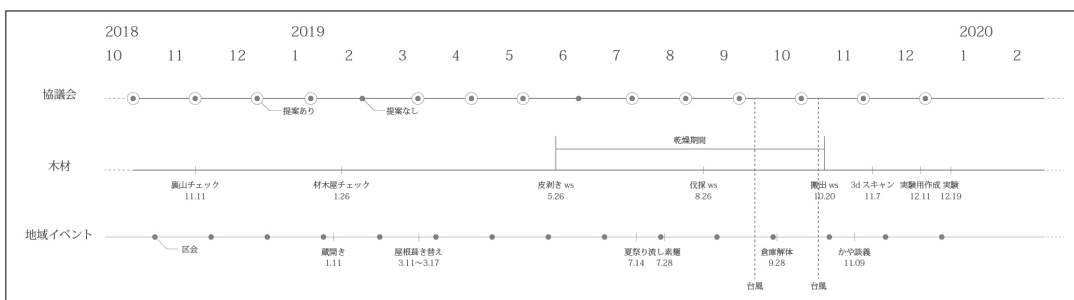 2018 2019 2020
10 11 12 1 2 3 4 5 6 7 8 9 10 11 12 1 2
協議会
提案あり 提案なし
乾燥期間
木材
裏山チェック 材木屋チェック 皮剥き ws 伐採 ws 搬出 ws 3d スキャン 実験用作成 実験
11.11 1.26 5.26 8.26 10.20 11.7 12.11 12.19
地域イベント
区会 蔵開き 屋根葺き替え 夏祭り 流し素麺 倉庫解体 かや談義
1.11 3.11〜3.17 7.14 7.28 9.28 11.09
台風 台風